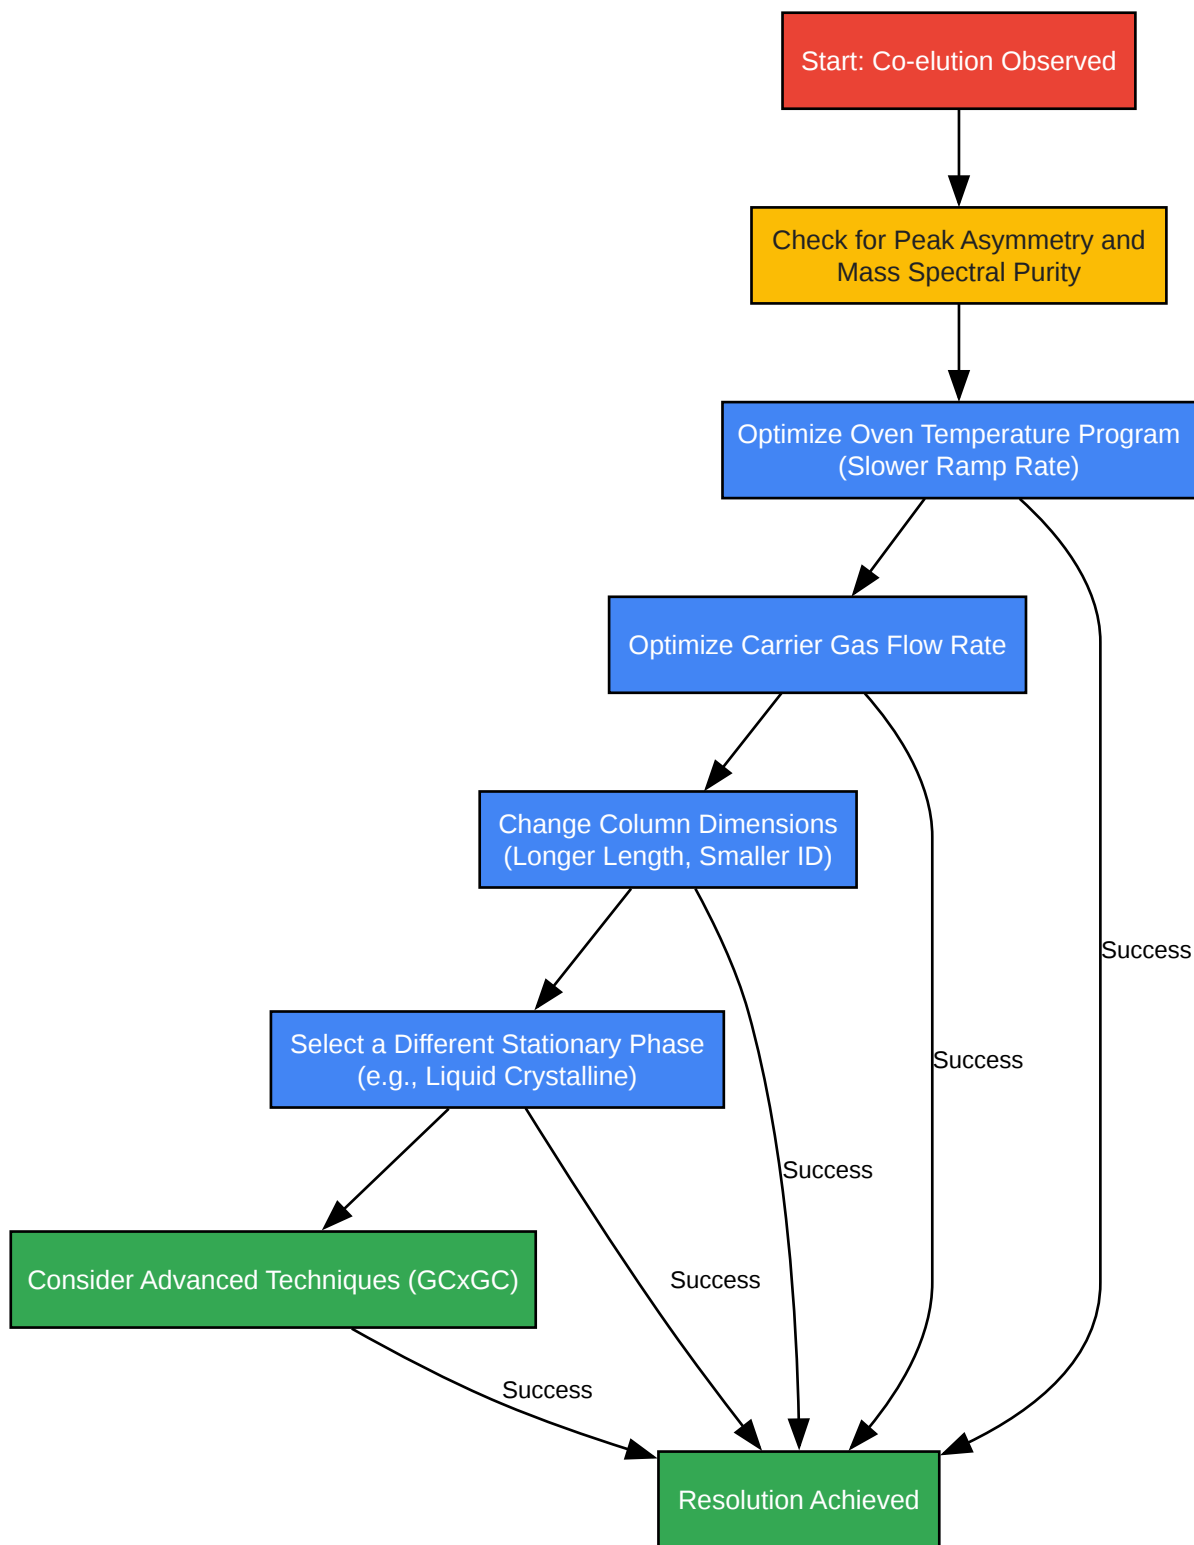 Start: Co-elution Observed
Check for Peak Asymmetry and
Mass Spectral Purity
Optimize Oven Temperature Program
(Slower Ramp Rate)
Optimize Carrier Gas Flow Rate
Change Column Dimensions
(Longer Length, Smaller ID)
Success
Select a Different Stationary Phase
(e.g., Liquid Crystalline)
Success
Success
Consider Advanced Techniques (GCxGC)
Success
Success
Resolution Achieved